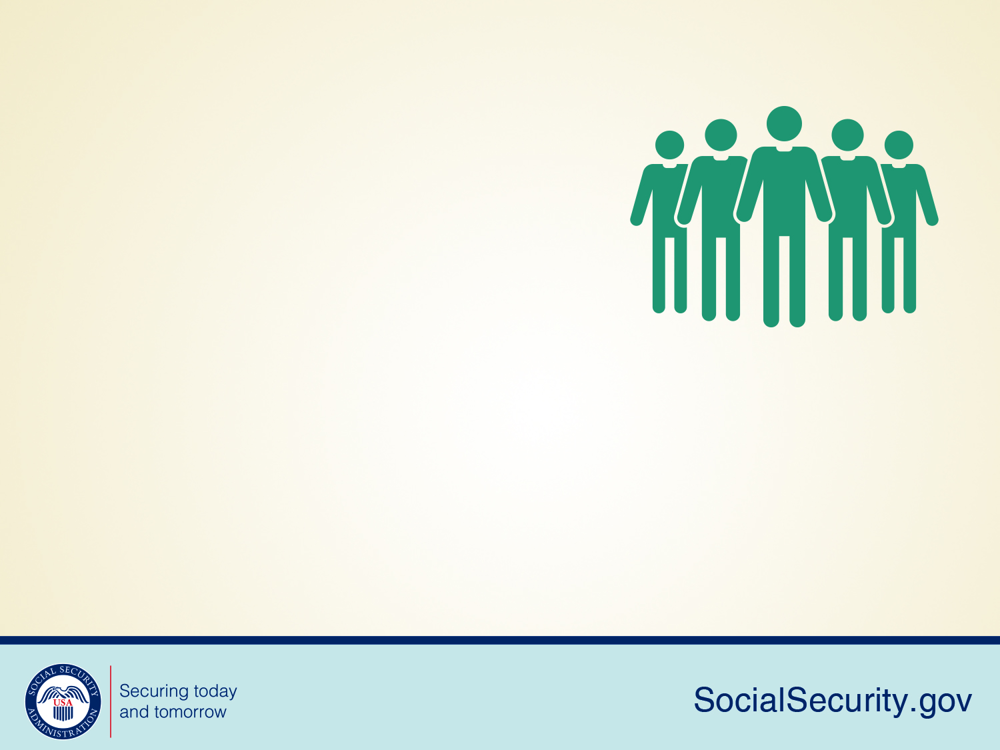 SOCIAL SECURITY
USA
ADMINISTRATION
Securing today
and tomorrow
SocialSecurity.gov